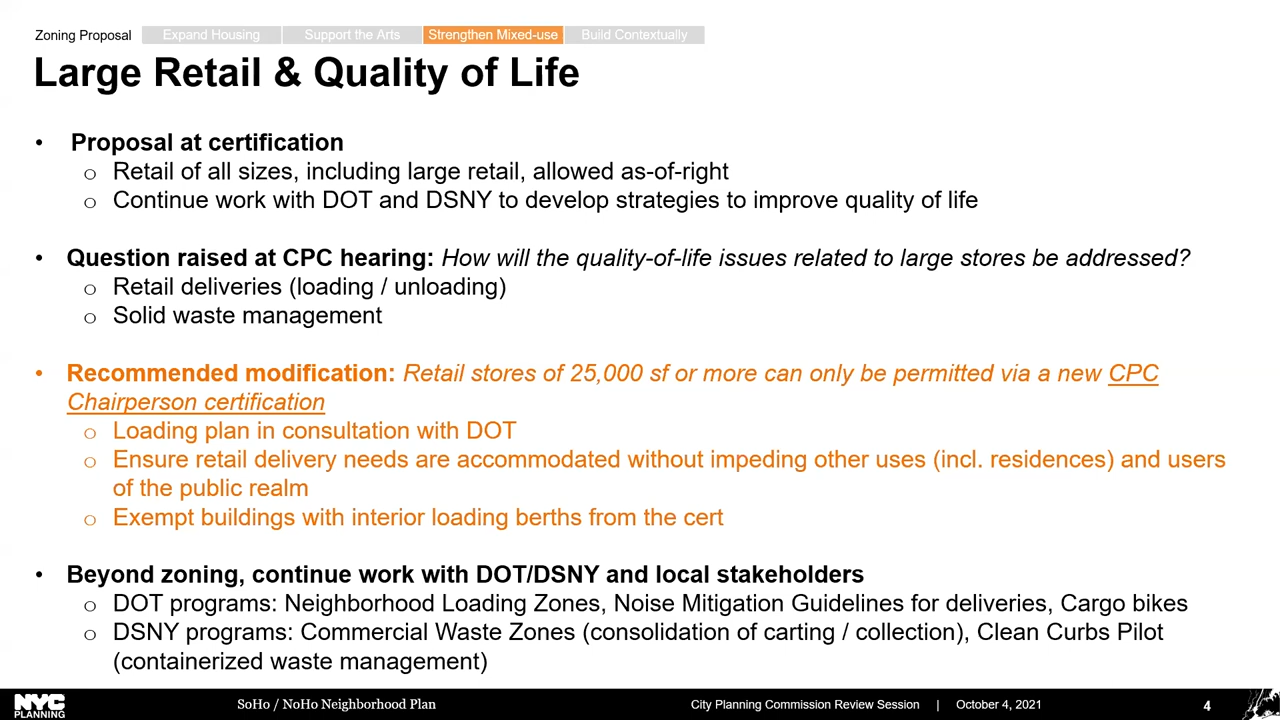 Zoning Proposal Expand Housing Support the Arts Strengthen Mixed-use Build Contextually
Large Retail & Quality of Life
• Proposal at certification
o Retail of all sizes, including large retail, allowed as-of-right
o Continue work with DOT and DSNY to develop strategies to improve quality of life
• Question raised at CPC hearing: How will the quality-of-life issues related to large stores be addressed?
o Retail deliveries (loading / unloading)
o Solid waste management
• Recommended modification: Retail stores of 25,000 sf or more can only be permitted via a new CPC
Chairperson certification
o Loading plan in consultation with DOT
o Ensure retail delivery needs are accommodated without impeding other uses (incl. residences) and users
of the public realm
o Exempt buildings with interior loading berths from the cert
• Beyond zoning, continue work with DOT/DSNY and local stakeholders
o DOT programs: Neighborhood Loading Zones, Noise Mitigation Guidelines for deliveries, Cargo bikes
o DSNY programs: Commercial Waste Zones (consolidation of carting / collection), Clean Curbs Pilot
(containerized waste management)
NYC
PLANNING
SoHo / NoHo Neighborhood Plan
City Planning Commission Review Session | October 4, 2021
4